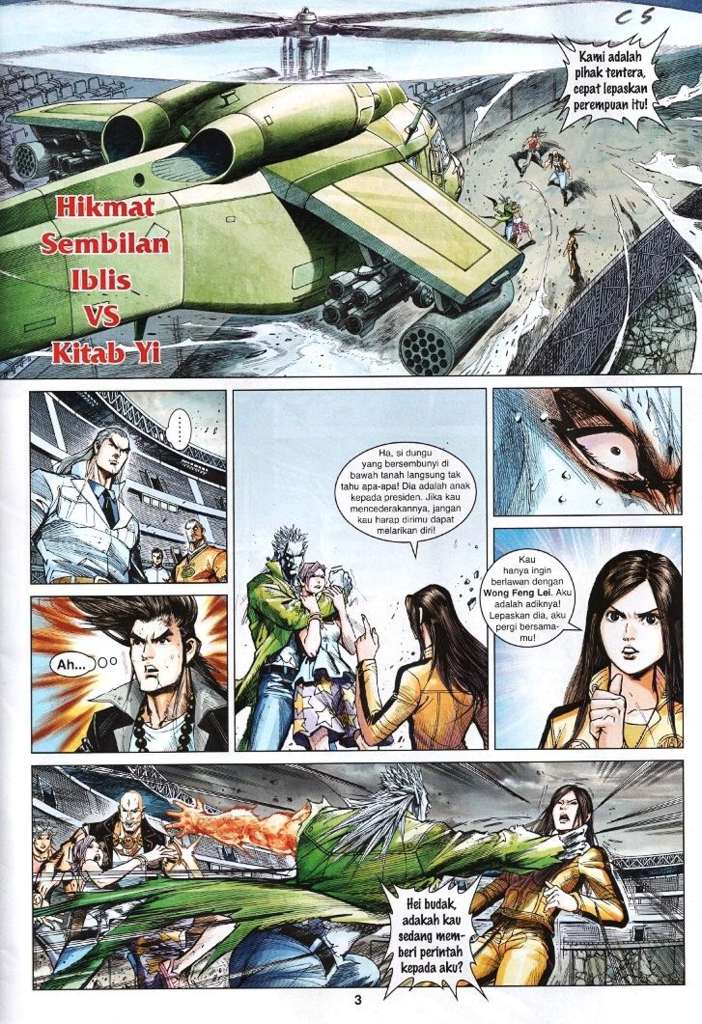 C5
Kami adalah
pihak tentera,
cepat lepaskan
perempuan itu!
Hikmat
Sembilan
Iblis
VS
Kitab Yi
......
Ha, si dungu
yang bersembunyi di
bawah tanah langsung tak
tahu apa-apa! Dia adalah anak
kepada presiden. Jika kau
mencederakannya, jangan
kau harap dirimu dapat
melarikan diri!
Ah...
Kau
hanya ingin
berlawan dengan
Wong Feng Lei. Aku
adalah adiknya!
Lepaskan dia, aku
pergi bersama-
mu!
Hei budak,
adakah kau
sedang mem-
beri perintah
kepada aku?
3